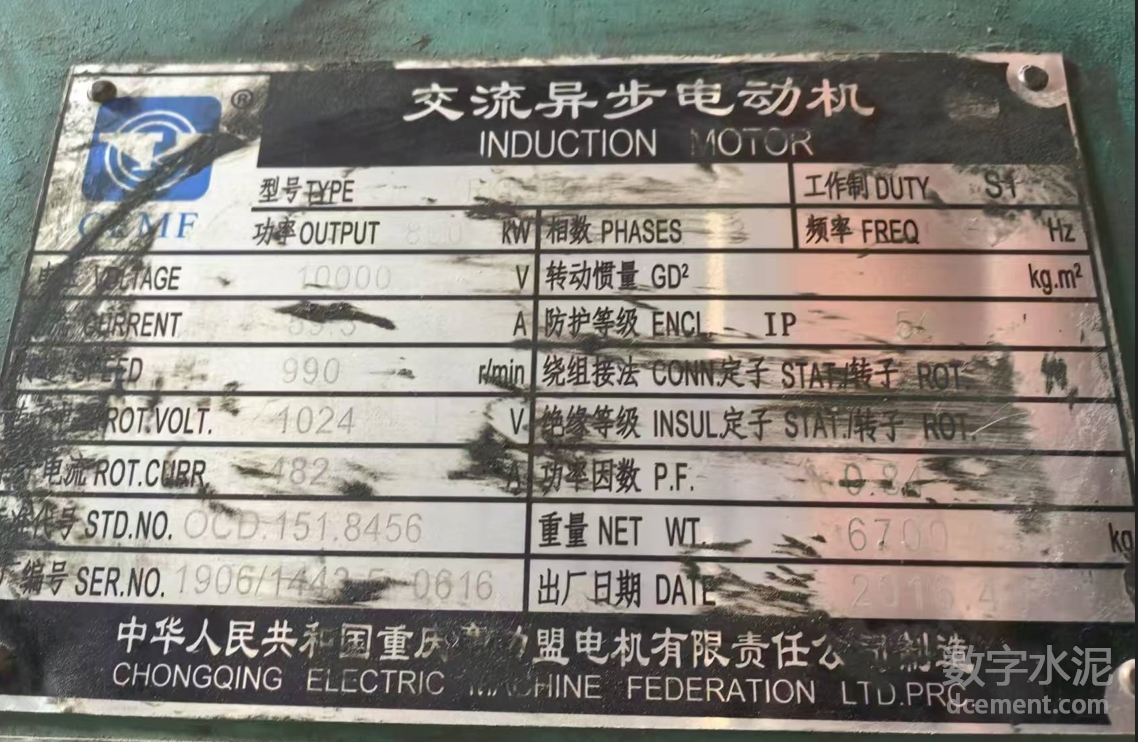 ®
交流异步电动机
INDUCTION MOTOR
CEMF
型号 TYPE 工作制 DUTY S1
功率 OUTPUT 800 kW 相数 PHASES 3 频率 FREQ Hz
VOLTAGE 10000 V 转动惯量 GD² kg.m²
CURRENT 59.5 A 防护等级 ENCL. IP 54
SPEED 990 r/min 绕组接法 CONN.定子 STAT./转子 ROT
ROT.VOLT. 1024 V 绝缘等级 INSUL.定子 STAT./转子 ROT.
电流 ROT.CURR. 482 A 功率因数 P.F. 0.84
代号 STD.NO. OCD.151.8456 重量 NET WT. 6700 kg
编号 SER.NO. 1906/1443 0616 出厂日期 DATE
中华人民共和国重庆 盟电机有限责任公司制造
CHONGQING ELECTRIC MACHINE FEDERATION LTD.PRC.
数字水泥
dcement.com